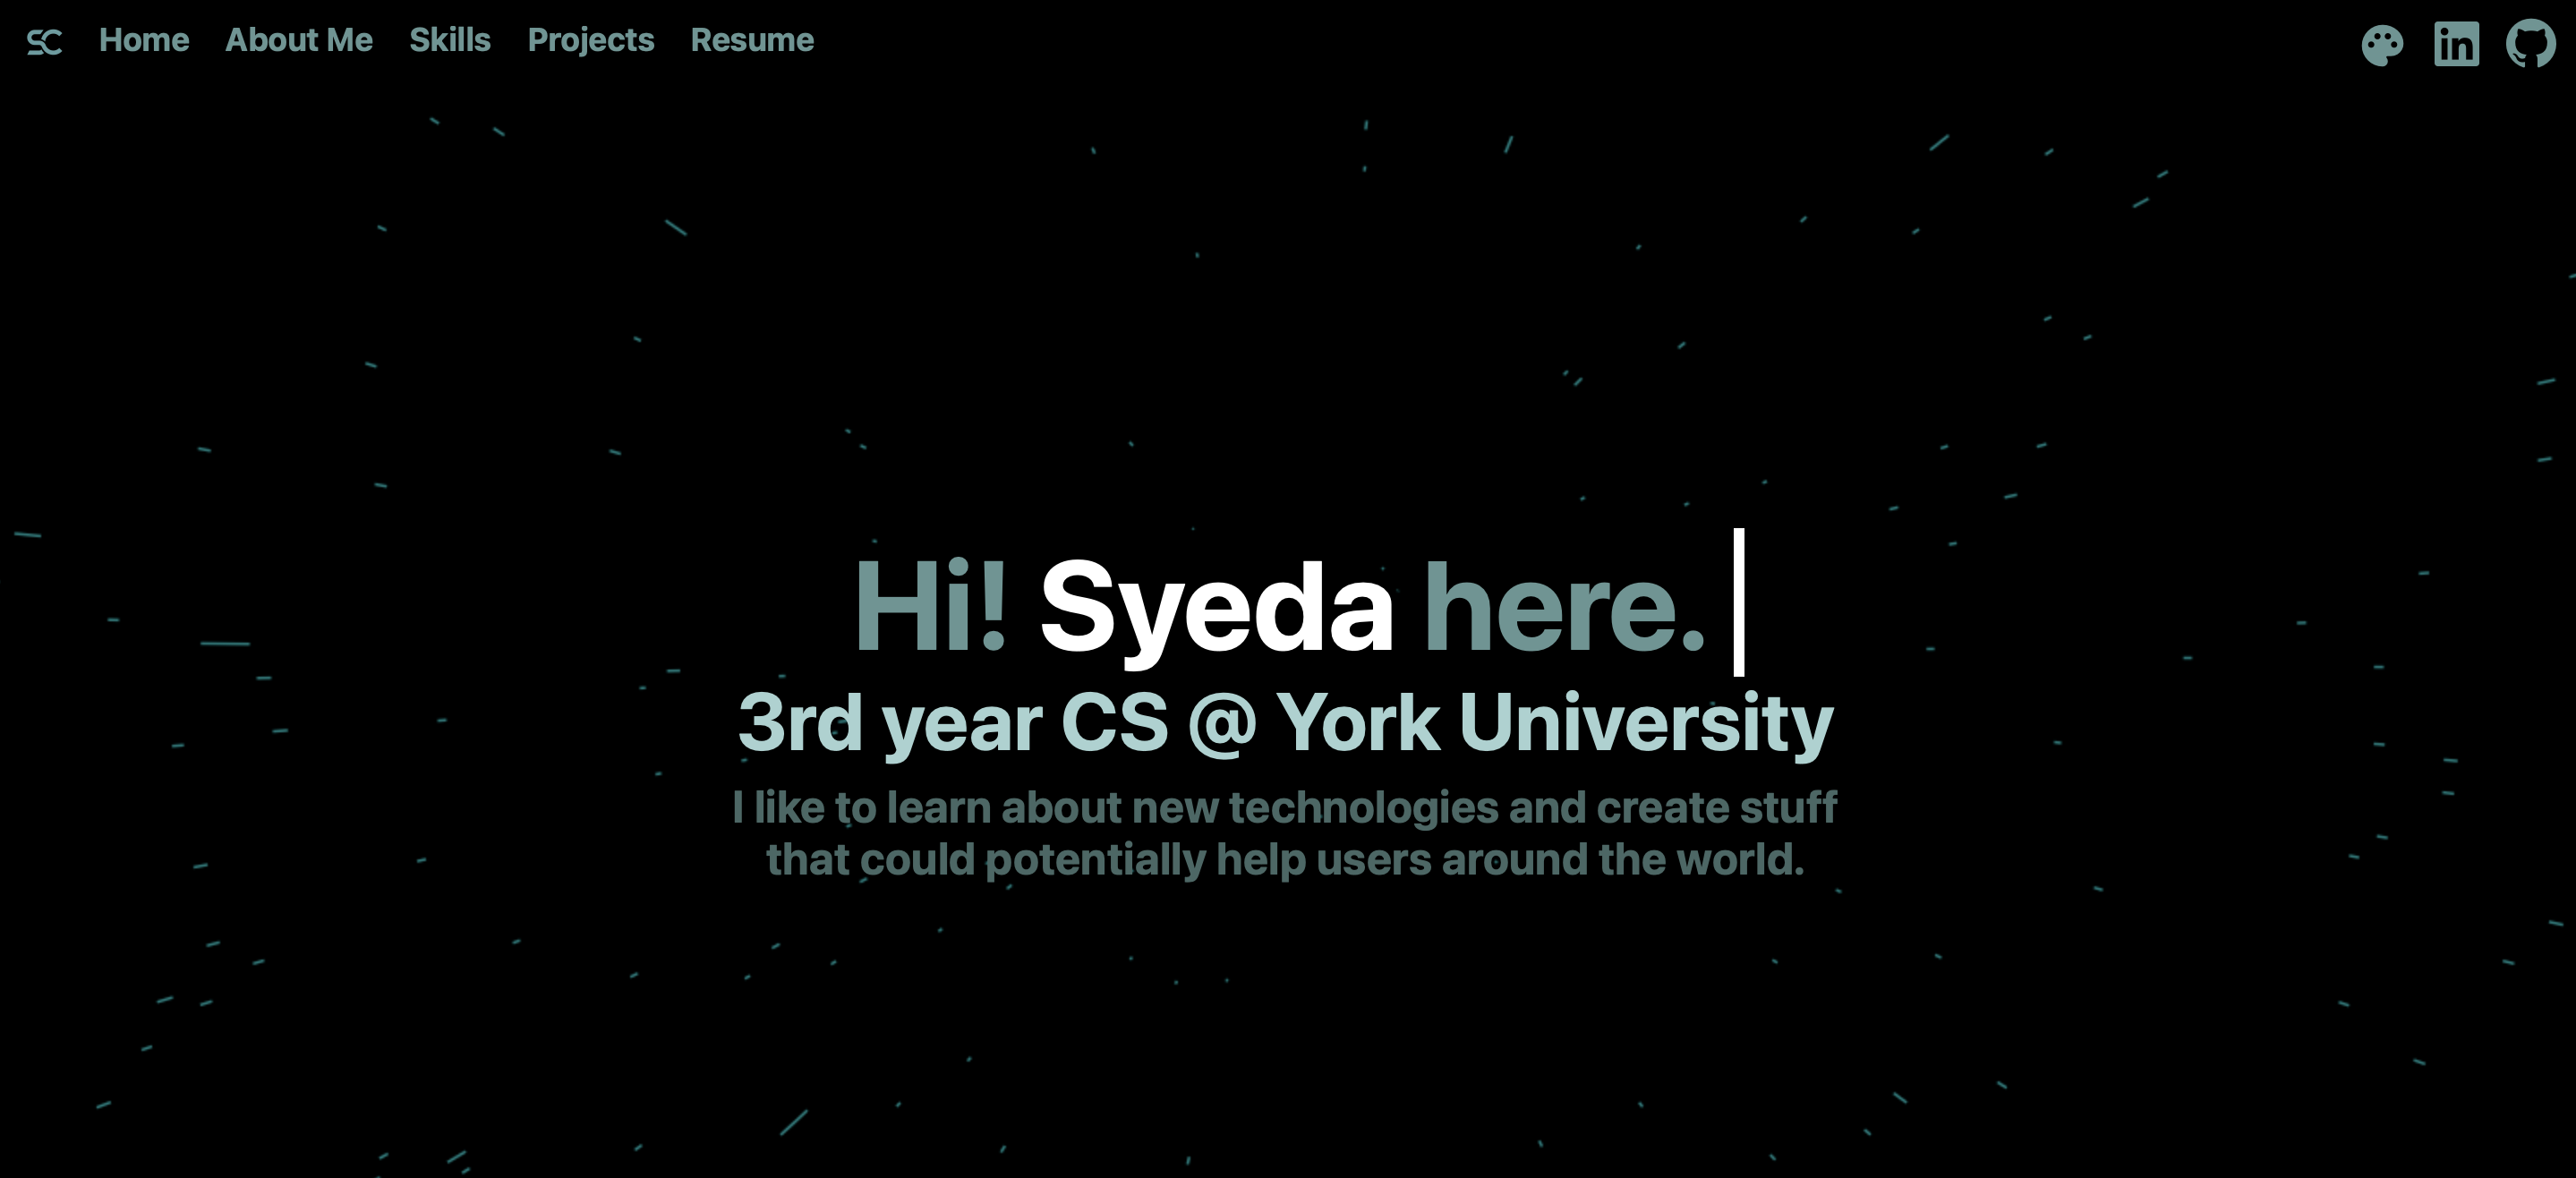 SC Home About Me Skills Projects Resume in
Hi! Syeda here.
3rd year CS @ York University
I like to learn about new technologies and create stuff
that could potentially help users around the world.